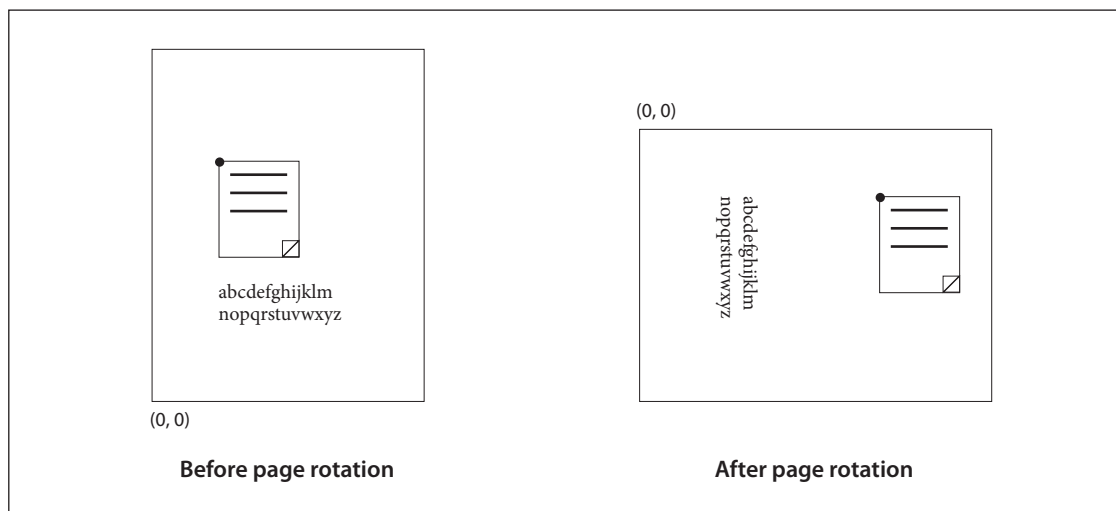 (0, 0)
abcdefghijklm
nopqrstuvwxyz
(0, 0)
Before page rotation
abcdefghijklm
nopqrstuvwxyz
After page rotation